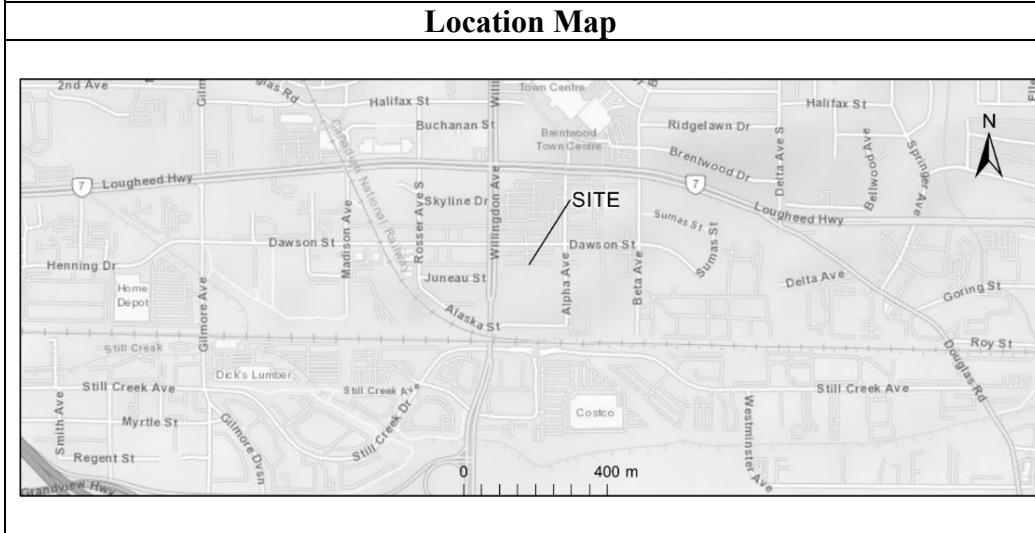 Location Map
2nd Ave
Halifax St
Town Centre
Halifax St
Buchanan St
Ridgelawn Dr
Brentwood
Town Centre
Canadian National Railway
Brentwood Dr
Delta Ave S
Bellwood Ave
Springer Ave
N
7
Lougheed Hwy
7
Skyline Dr
Rosser Ave S
Willingdon Ave
SITE
Sumas St
Lougheed Hwy
Madison Ave
Dawson St
Dawson St
Sumas St
Henning Dr
Juneau St
Alpha Ave
Beta Ave
Delta Ave
Home
Depot
Gilmore Ave
Alaska St
Goring St
Still Creek
Roy St
Dick's Lumber
Douglas Rd
Still Creek Ave
Still Creek Ave
Still Creek Ave
Smith Ave
Myrtle St
Gilmore Dvsn
Still Creek Dr
Costco
Westminster Ave
Regent St
0 400 m
Grandview Hwy